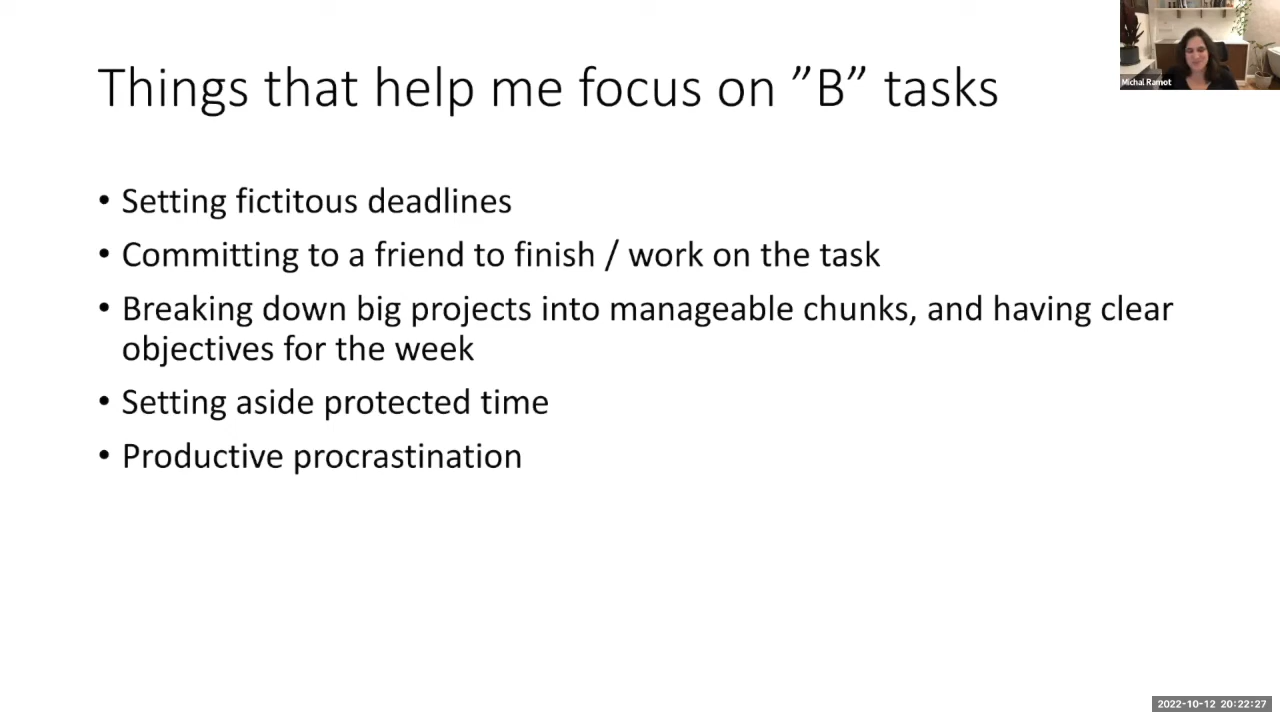 Things that help me focus on ”B” tasks
Michal Ramot
• Setting fictitous deadlines
• Committing to a friend to finish / work on the task
• Breaking down big projects into manageable chunks, and having clear
objectives for the week
• Setting aside protected time
• Productive procrastination
2022-10-12 20:22:27